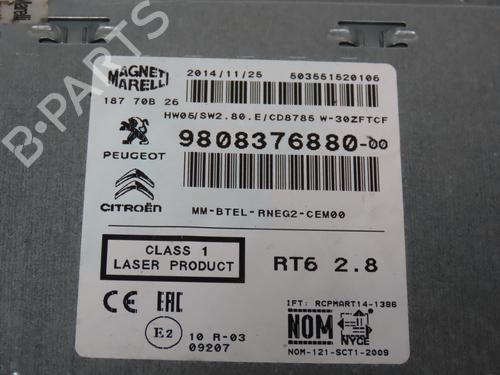 MAGNETI
MARELLI
2014/11/25 503551520106
187 70B 26
HW05/SW2.80.E/CD8785 W-30ZFTCF
PEUGEOT
9808376880-00
CITROËN
MM-BTEL-RNEG2-CEM00
CLASS 1
LASER PRODUCT
RT6 2.8
IFT: RCPMART14-1386
CE EAC
E2
10 R-03
09207
NOM
NYCE
NOM-121-SCT1-2009